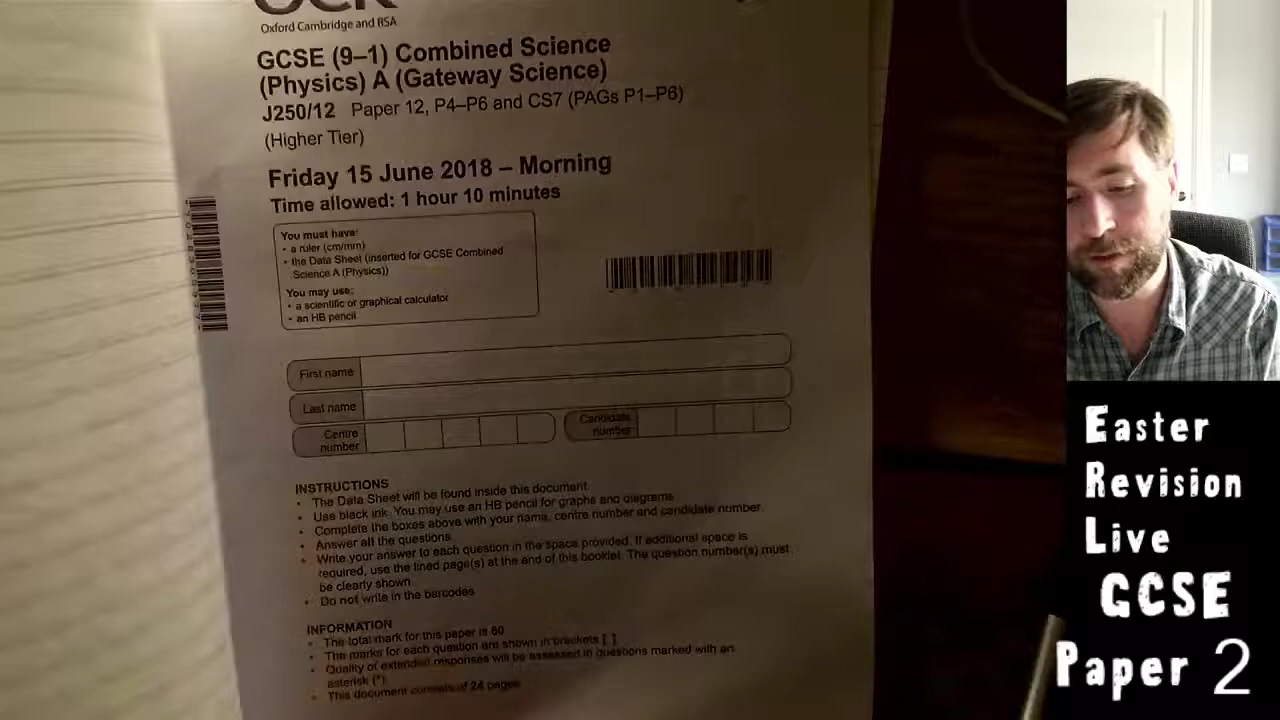 OCR
Oxford Cambridge and RSA
GCSE (9–1) Combined Science
(Physics) A (Gateway Science)
J250/12 Paper 12, P4–P6 and CS7 (PAGs P1–P6)
(Higher Tier)
Friday 15 June 2018 – Morning
Time allowed: 1 hour 10 minutes
You must have:
• a ruler (cm/mm)
• the Data Sheet (inserted for GCSE Combined
Science A (Physics))
You may use:
• a scientific or graphical calculator
• an HB pencil
First name
Last name
Centre
number
Candidate
number
INSTRUCTIONS
• The Data Sheet will be found inside this document.
• Use black ink. You may use an HB pencil for graphs and diagrams.
• Complete the boxes above with your name, centre number and candidate number.
• Answer all the questions.
• Write your answer to each question in the space provided. If additional space is
required, use the lined page(s) at the end of this booklet. The question number(s) must
be clearly shown.
• Do not write in the barcodes.
INFORMATION
• The total mark for this paper is 60.
• The marks for each question are shown in brackets [ ].
• Quality of extended responses will be assessed in questions marked with an
asterisk (*).
• This document consists of 24 pages.
Easter
Revision
Live
GCSE
Paper 2